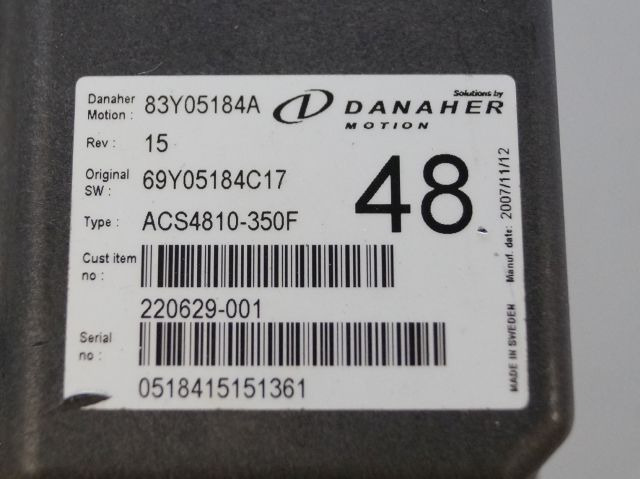 Danaher Motion : 83Y05184A
Solutions by
DANAHER
MOTION
Rev : 15
Original SW : 69Y05184C17
48
Type : ACS4810-350F
Cust item no :
220629-001
Serial no :
0518415151361
MADE IN SWEDEN Manuf. date: 2007/11/12